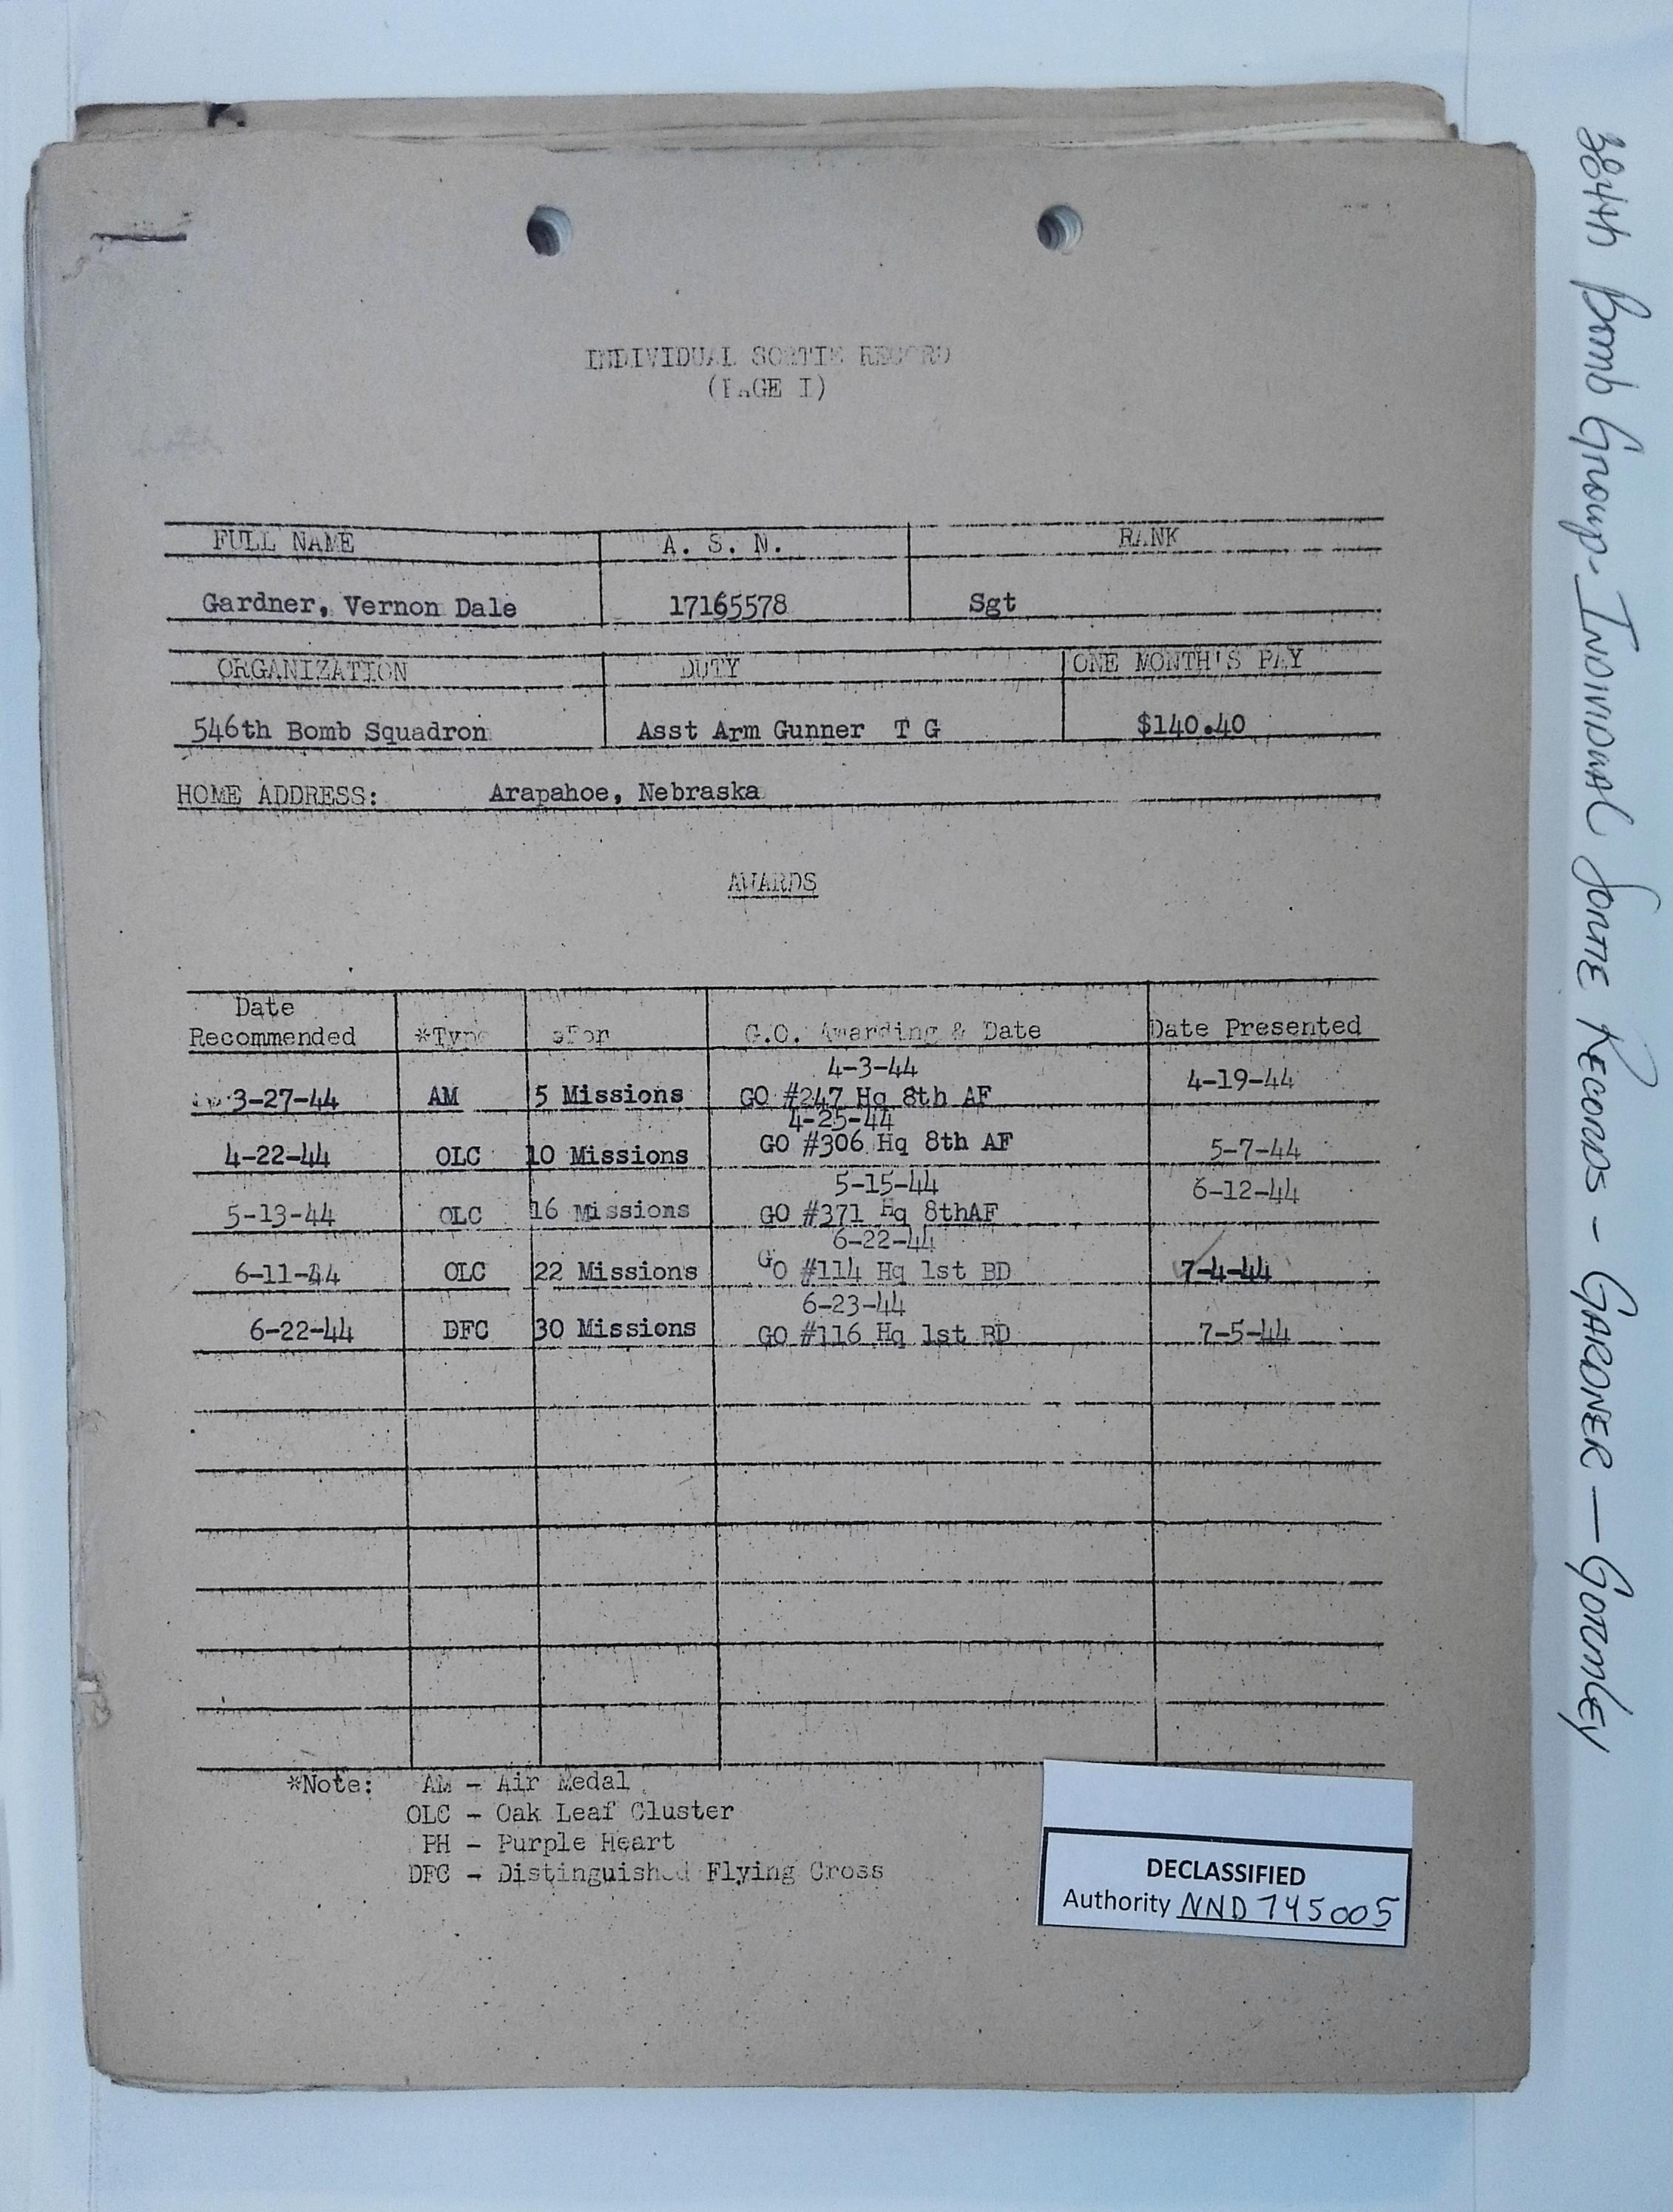 INDIVIDUAL SORTIE RECORD
(PAGE I)
FULL NAME A. S. N. RANK
Gardner, Vernon Dale 17165578 Sgt
ORGANIZATION DUTY ONE MONTH'S PAY
546th Bomb Squadron Asst Arm Gunner T G $140.40
HOME ADDRESS: Arapahoe, Nebraska
AWARDS
Date
Recommended *Type For G.O. Awarding & Date Date Presented
4-3-44
3-27-44 AM 5 Missions GO #247 Hq 8th AF 4-19-44
4-25-44
4-22-44 OLC 10 Missions GO #306 Hq 8th AF 5-7-44
5-15-44
5-13-44 OLC 16 Missions GO #371 Hq 8thAF 6-12-44
6-22-44
6-11-44 OLC 22 Missions GO #114 Hq 1st BD 7-4-44
6-23-44
6-22-44 DFC 30 Missions GO #116 Hq 1st BD 7-5-44
*Note: AM - Air Medal
OLC - Oak Leaf Cluster
PH - Purple Heart
DFC - Distinguished Flying Cross
DECLASSIFIED
Authority NND 745005
384th Bomb Group - Individual Sortie Records - GARDNER — GORMLEY